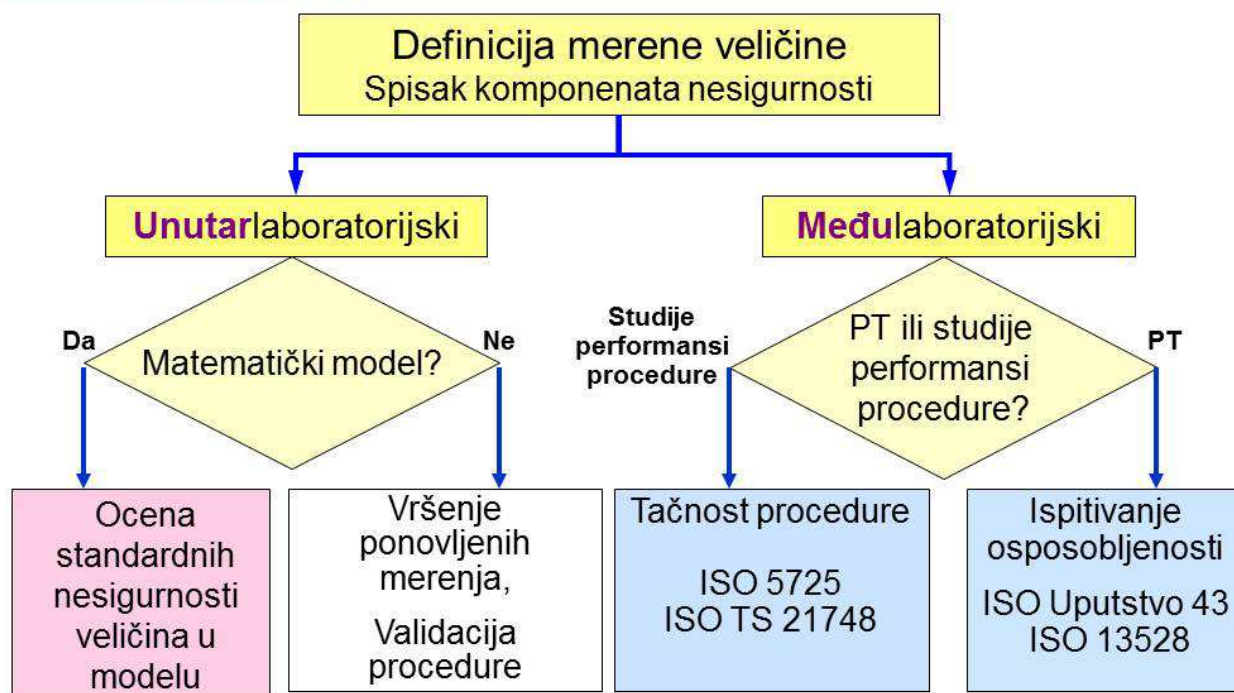 Definicija merene veličine
Spisak komponenata nesigurnosti
Unutarlaboratorijski
Međulaboratorijski
Da
Matematički model?
Ne
Studije
performansi
procedure
PT ili studije
performansi
procedure?
PT
Ocena
standardnih
nesigurnosti
veličina u
modelu
Vršenje
ponovljenih
merenja,
Validacija
procedure
Tačnost procedure
ISO 5725
ISO TS 21748
Ispitivanje
osposobljenosti
ISO Uputstvo 43
ISO 13528